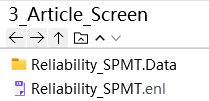 3_Article_Screen
Reliability_SPMT.Data
Reliability_SPMT.enl